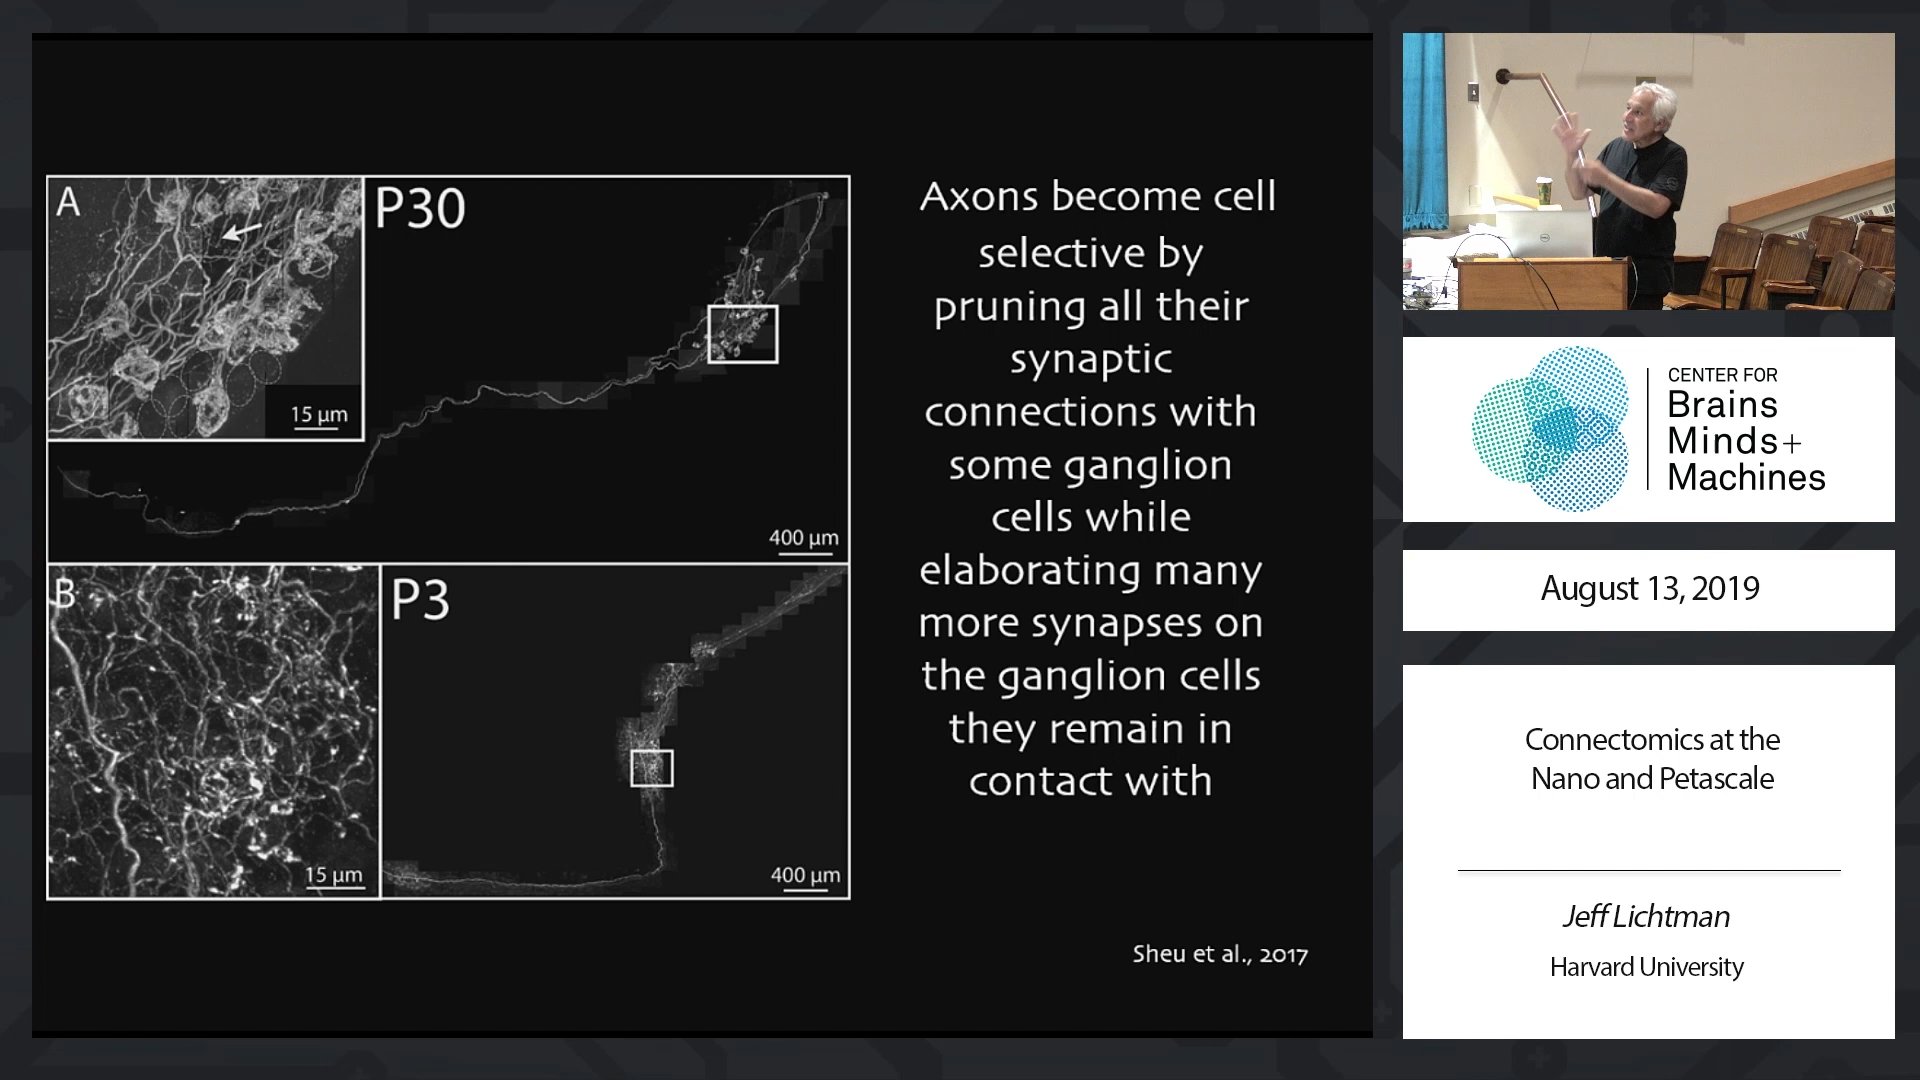 A
P30
15 µm
400 µm
B
P3
15 µm
400 µm
Axons become cell
selective by
pruning all their
synaptic
connections with
some ganglion
cells while
elaborating many
more synapses on
the ganglion cells
they remain in
contact with
Sheu et al., 2017
CENTER FOR
Brains
Minds+
Machines
August 13, 2019
Connectomics at the
Nano and Petascale
Jeff Lichtman
Harvard University